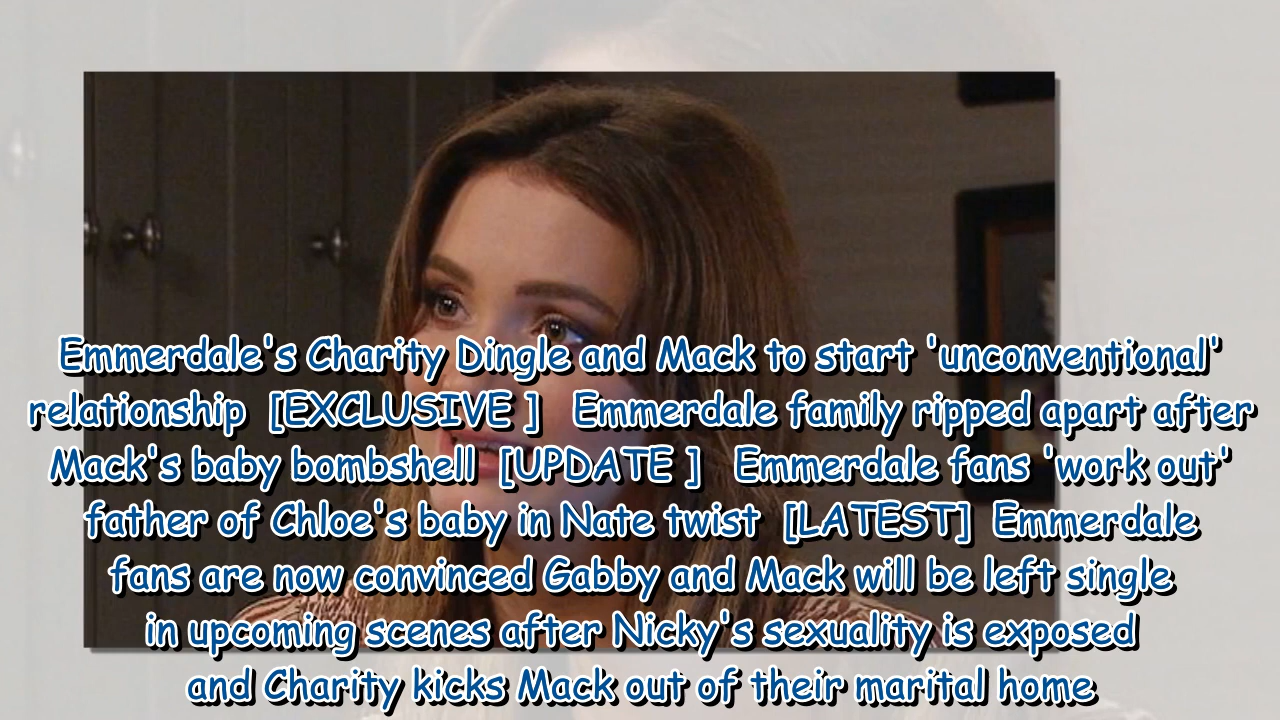 Emmerdale's Charity Dingle and Mack to start 'unconventional'
relationship [EXCLUSIVE ] Emmerdale family ripped apart after
Mack's baby bombshell [UPDATE ] Emmerdale fans 'work out'
father of Chloe's baby in Nate twist [LATEST] Emmerdale
fans are now convinced Gabby and Mack will be left single
in upcoming scenes after Nicky's sexuality is exposed
and Charity kicks Mack out of their marital home